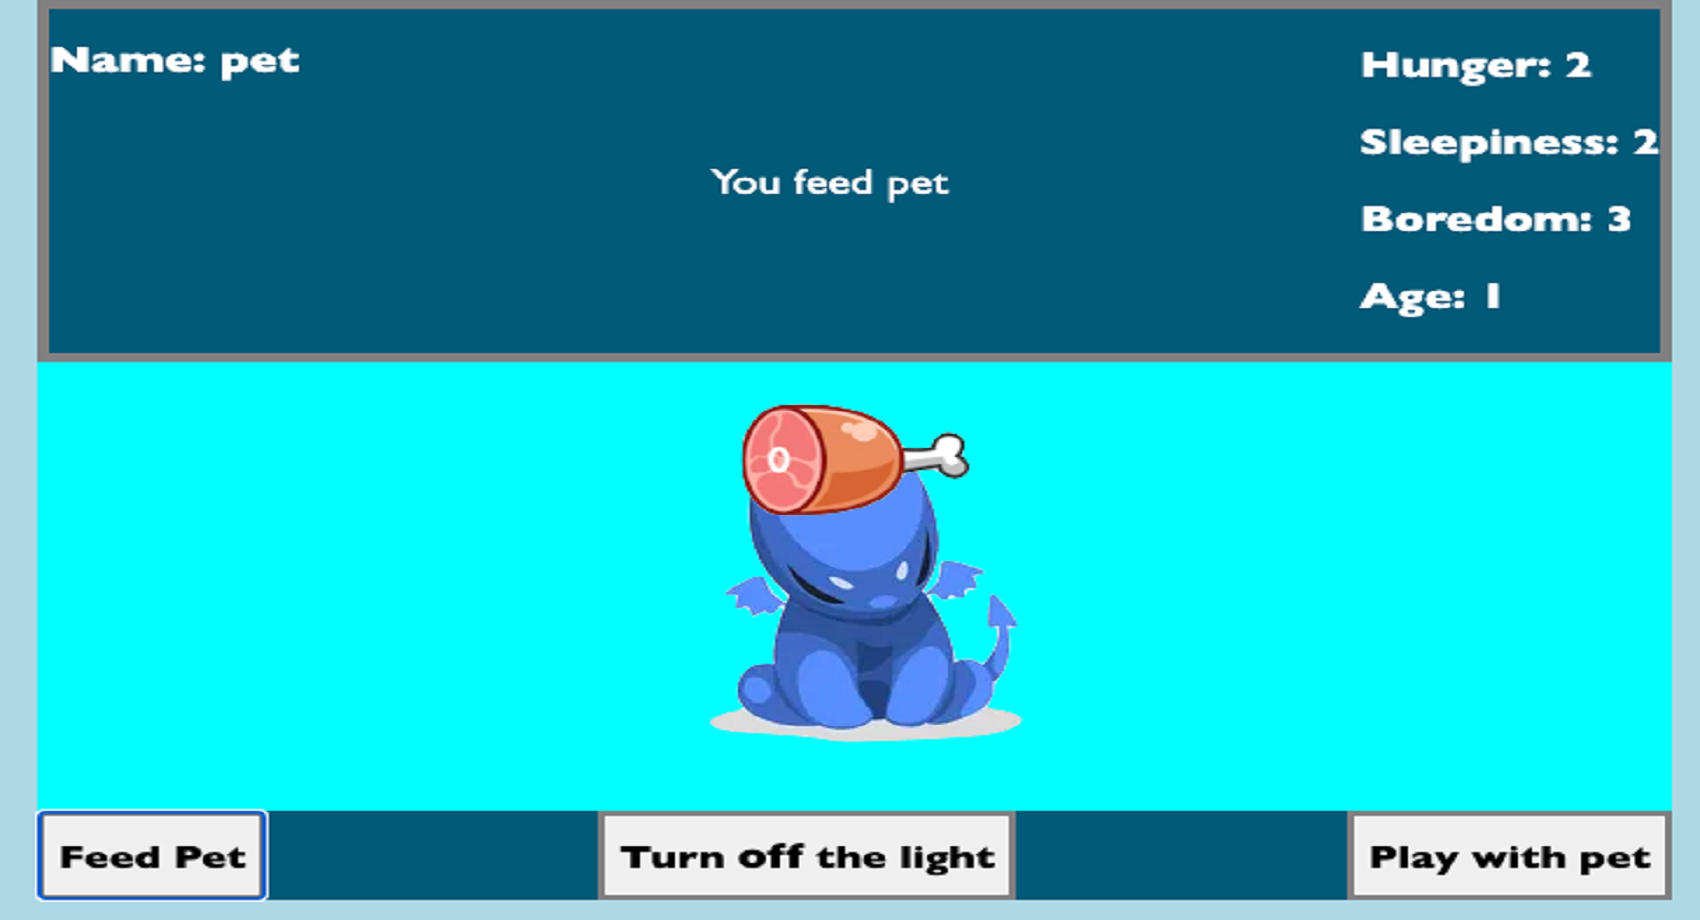 Name: pet
Hunger: 2
Sleepiness: 2
You feed pet
Boredom: 3
Age: 1
Feed Pet
Turn off the light
Play with pet